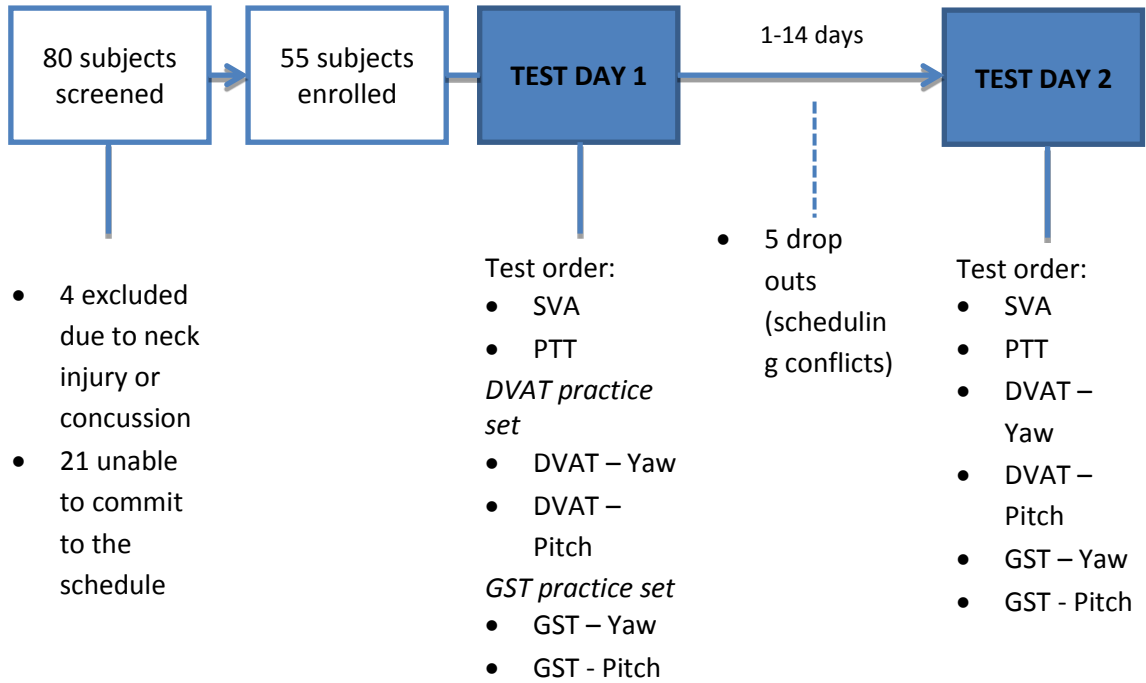 80 subjects
screened
55 subjects
enrolled
TEST DAY 1
1-14 days
TEST DAY 2
• 4 excluded
due to neck
injury or
concussion
• 21 unable
to commit
to the
schedule
Test order:
• SVA
• PTT
DVAT practice
set
• DVAT – Yaw
• DVAT –
Pitch
GST practice set
• GST – Yaw
• GST - Pitch
• 5 drop
outs
(schedulin
g conflicts)
Test order:
• SVA
• PTT
• DVAT –
Yaw
• DVAT –
Pitch
• GST – Yaw
• GST - Pitch